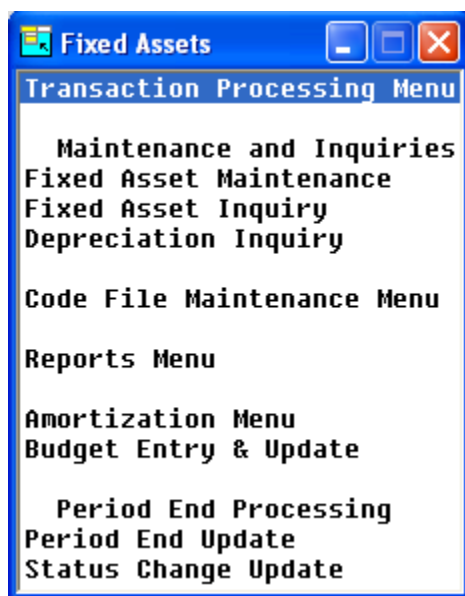 Fixed Assets
Transaction Processing Menu
Maintenance and Inquiries
Fixed Asset Maintenance
Fixed Asset Inquiry
Depreciation Inquiry
Code File Maintenance Menu
Reports Menu
Amortization Menu
Budget Entry & Update
Period End Processing
Period End Update
Status Change Update